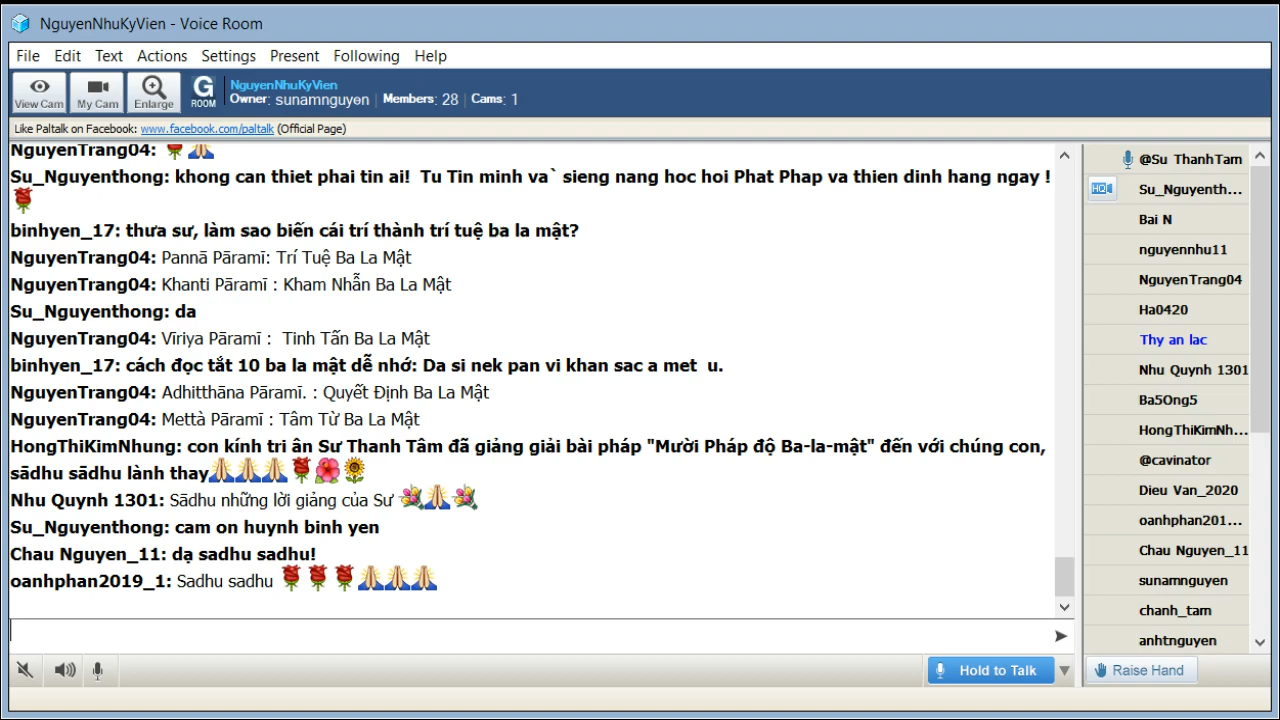 NguyenNhuKyVien - Voice Room
File Edit Text Actions Settings Present Following Help
View Cam My Cam Enlarge G ROOM
NguyenNhuKyVien
Owner: sunamnguyen | Members: 28 | Cams: 1
Like Paltalk on Facebook: www.facebook.com/paltalk (Official Page)
NguyenTrang04: 🌹🙏
Su_Nguyenthong: khong can thiet phai tin ai! Tu Tin minh va` sieng nang hoc hoi Phat Phap va thien dinh hang ngay !
🌹
binhyen_17: thưa sư, làm sao biến cái trí thành trí tuệ ba la mật?
NguyenTrang04: Pannā Pāramī: Trí Tuệ Ba La Mật
NguyenTrang04: Khanti Pāramī : Kham Nhẫn Ba La Mật
Su_Nguyenthong: da
NguyenTrang04: Vīriya Pāramī : Tinh Tấn Ba La Mật
binhyen_17: cách đọc tắt 10 ba la mật dễ nhớ: Da si nek pan vi khan sac a met u.
NguyenTrang04: Adhitthāna Pāramī. : Quyết Định Ba La Mật
NguyenTrang04: Mettà Pāramī : Tâm Từ Ba La Mật
HongThiKimNhung: con kính tri ân Sư Thanh Tâm đã giảng giải bài pháp "Mười Pháp độ Ba-la-mật" đến với chúng con,
sādhu sādhu lành thay🙏🙏🙏🌹🌺🌻
Nhu Quynh 1301: Sādhu những lời giảng của Sư 💐🙏💐
Su_Nguyenthong: cam on huynh binh yen
Chau Nguyen_11: dạ sadhu sadhu!
oanhphan2019_1: Sadhu sadhu 🌹🌹🌹🙏🙏🙏
Hold to Talk
@Su ThanhTam
HQ Su_Nguyenth...
Bai N
nguyennhu11
NguyenTrang04
Ha0420
Thy an lac
Nhu Quynh 1301
Ba5Ong5
HongThiKimNh...
@cavinator
Dieu Van_2020
oanhphan201...
Chau Nguyen_11
sunamnguyen
chanh_tam
anhtnguyen
Raise Hand